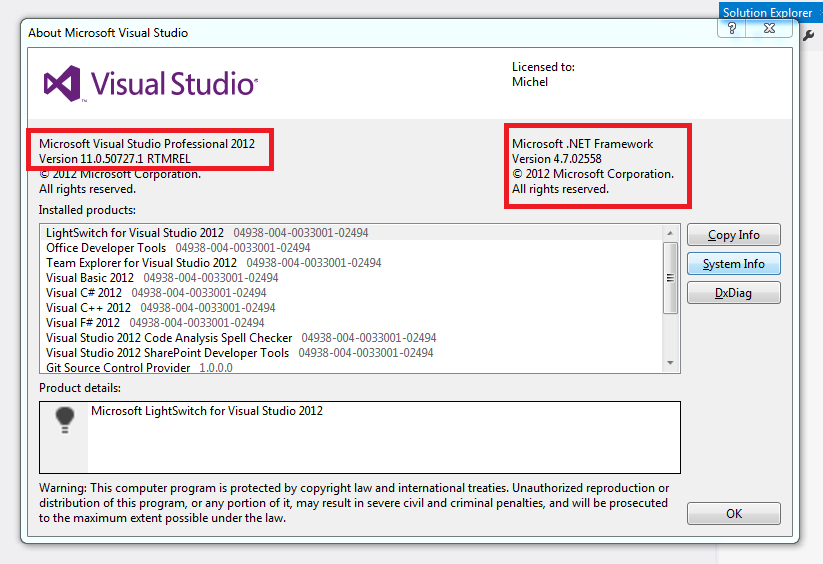 Solution Explorer
About Microsoft Visual Studio
?
Visual Studio
Licensed to:
Michel
Microsoft Visual Studio Professional 2012
Version 11.0.50727.1 RTMREL
© 2012 Microsoft Corporation.
All rights reserved.
Microsoft .NET Framework
Version 4.7.02558
© 2012 Microsoft Corporation.
All rights reserved.
Installed products:
LightSwitch for Visual Studio 2012 04938-004-0033001-02494
Office Developer Tools 04938-004-0033001-02494
Team Explorer for Visual Studio 2012 04938-004-0033001-02494
Visual Basic 2012 04938-004-0033001-02494
Visual C# 2012 04938-004-0033001-02494
Visual C++ 2012 04938-004-0033001-02494
Visual F# 2012 04938-004-0033001-02494
Visual Studio 2012 Code Analysis Spell Checker 04938-004-0033001-02494
Visual Studio 2012 SharePoint Developer Tools 04938-004-0033001-02494
Git Source Control Provider 1.0.0.0
Copy Info
System Info
DxDiag
Product details:
Microsoft LightSwitch for Visual Studio 2012
Warning: This computer program is protected by copyright law and international treaties. Unauthorized reproduction or
distribution of this program, or any portion of it, may result in severe civil and criminal penalties, and will be prosecuted
to the maximum extent possible under the law.
OK